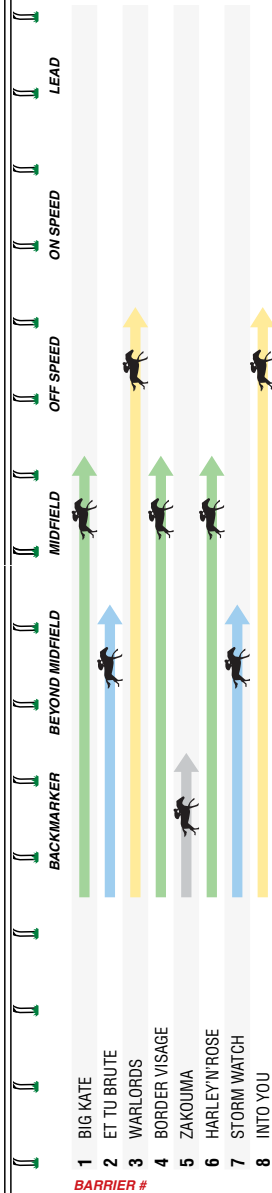 BACKMARKER BEYOND MIDFIELD MIDFIELD OFF SPEED ON SPEED LEAD
1 BIG KATE
2 ET TU BRUTE
3 WARLORDS
4 BORDER VISAGE
5 ZAKOUMA
6 HARLEY'N'ROSE
7 STORM WATCH
8 INTO YOU
BARRIER #